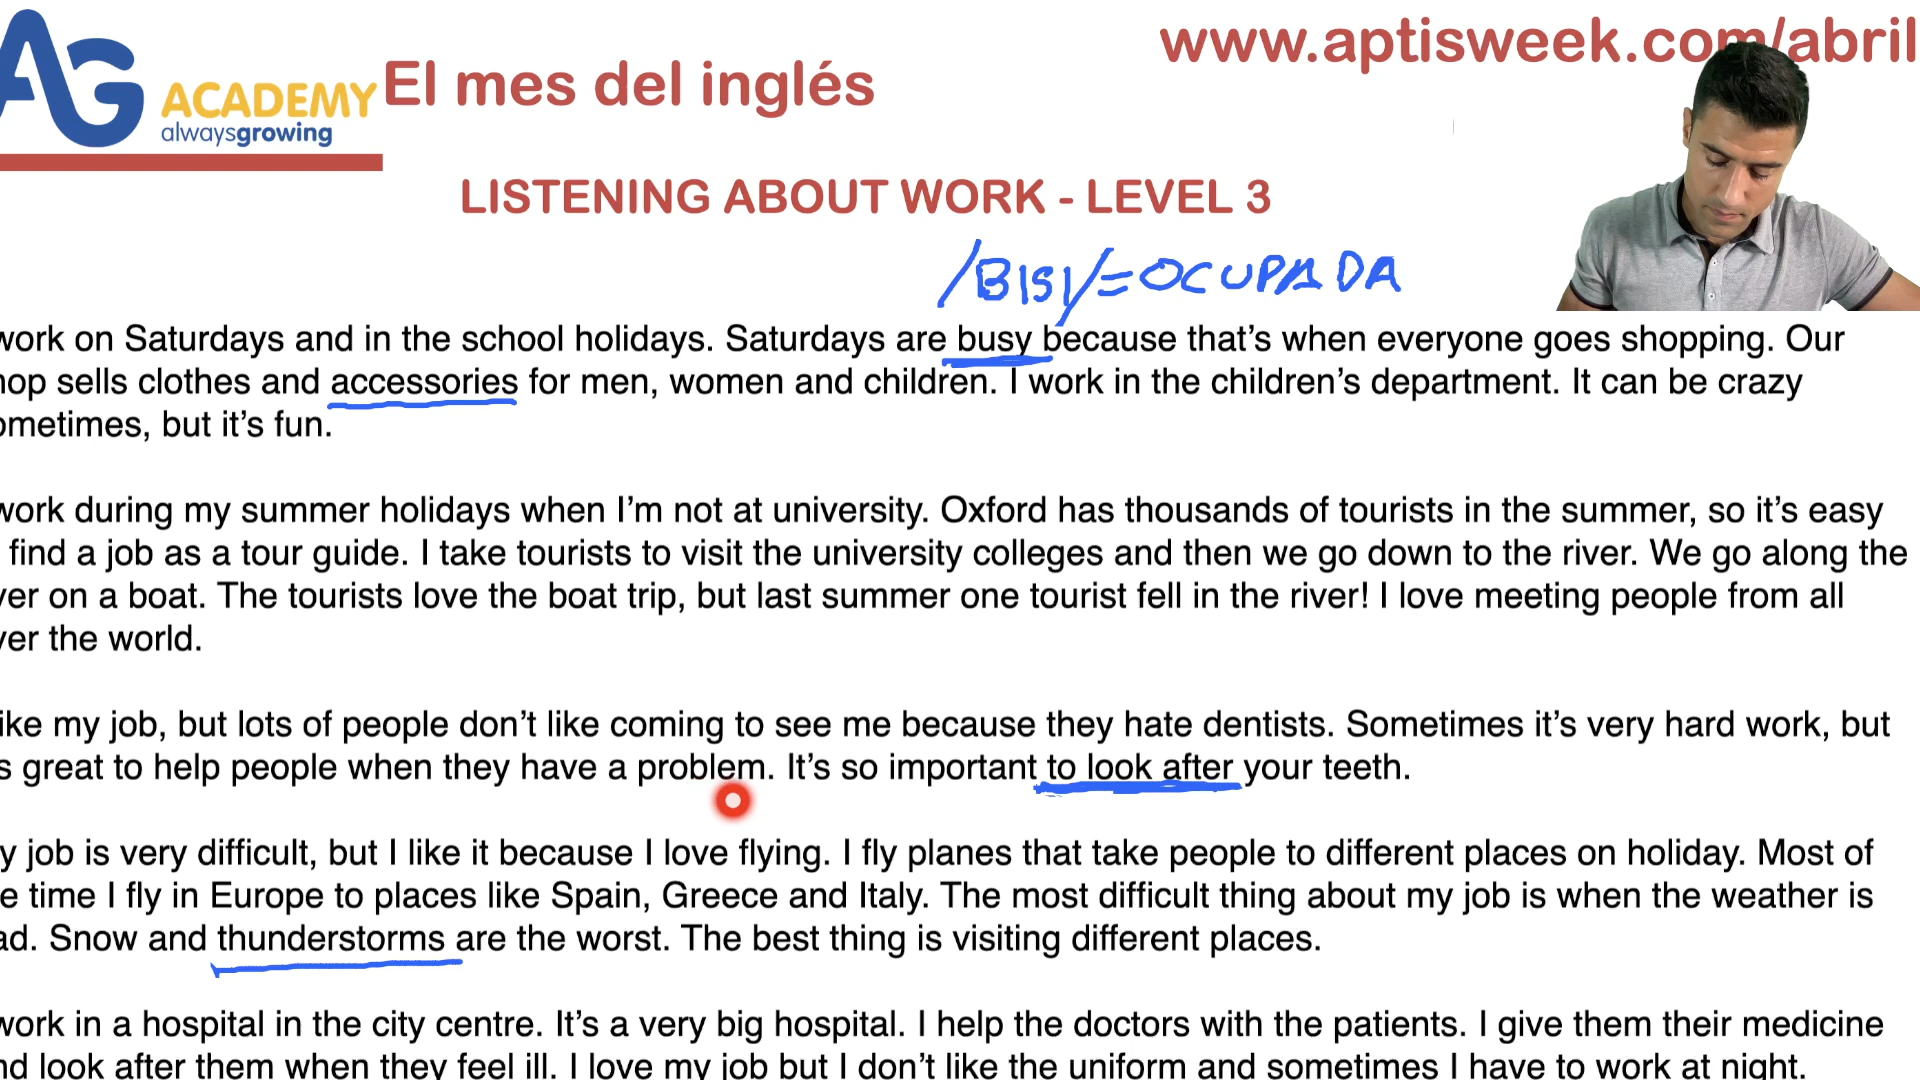 www.aptisweek.com/abril
AG
ACADEMY
alwaysgrowing
El mes del inglés
LISTENING ABOUT WORK - LEVEL 3
/BISI/=OCUPADA
work on Saturdays and in the school holidays. Saturdays are busy because that’s when everyone goes shopping. Our
hop sells clothes and accessories for men, women and children. I work in the children’s department. It can be crazy
ometimes, but it’s fun.
work during my summer holidays when I’m not at university. Oxford has thousands of tourists in the summer, so it’s easy
find a job as a tour guide. I take tourists to visit the university colleges and then we go down to the river. We go along the
ver on a boat. The tourists love the boat trip, but last summer one tourist fell in the river! I love meeting people from all
ver the world.
ike my job, but lots of people don’t like coming to see me because they hate dentists. Sometimes it’s very hard work, but
s great to help people when they have a problem. It’s so important to look after your teeth.
y job is very difficult, but I like it because I love flying. I fly planes that take people to different places on holiday. Most of
e time I fly in Europe to places like Spain, Greece and Italy. The most difficult thing about my job is when the weather is
ad. Snow and thunderstorms are the worst. The best thing is visiting different places.
work in a hospital in the city centre. It’s a very big hospital. I help the doctors with the patients. I give them their medicine
nd look after them when they feel ill. I love my job but I don’t like the uniform and sometimes I have to work at night.